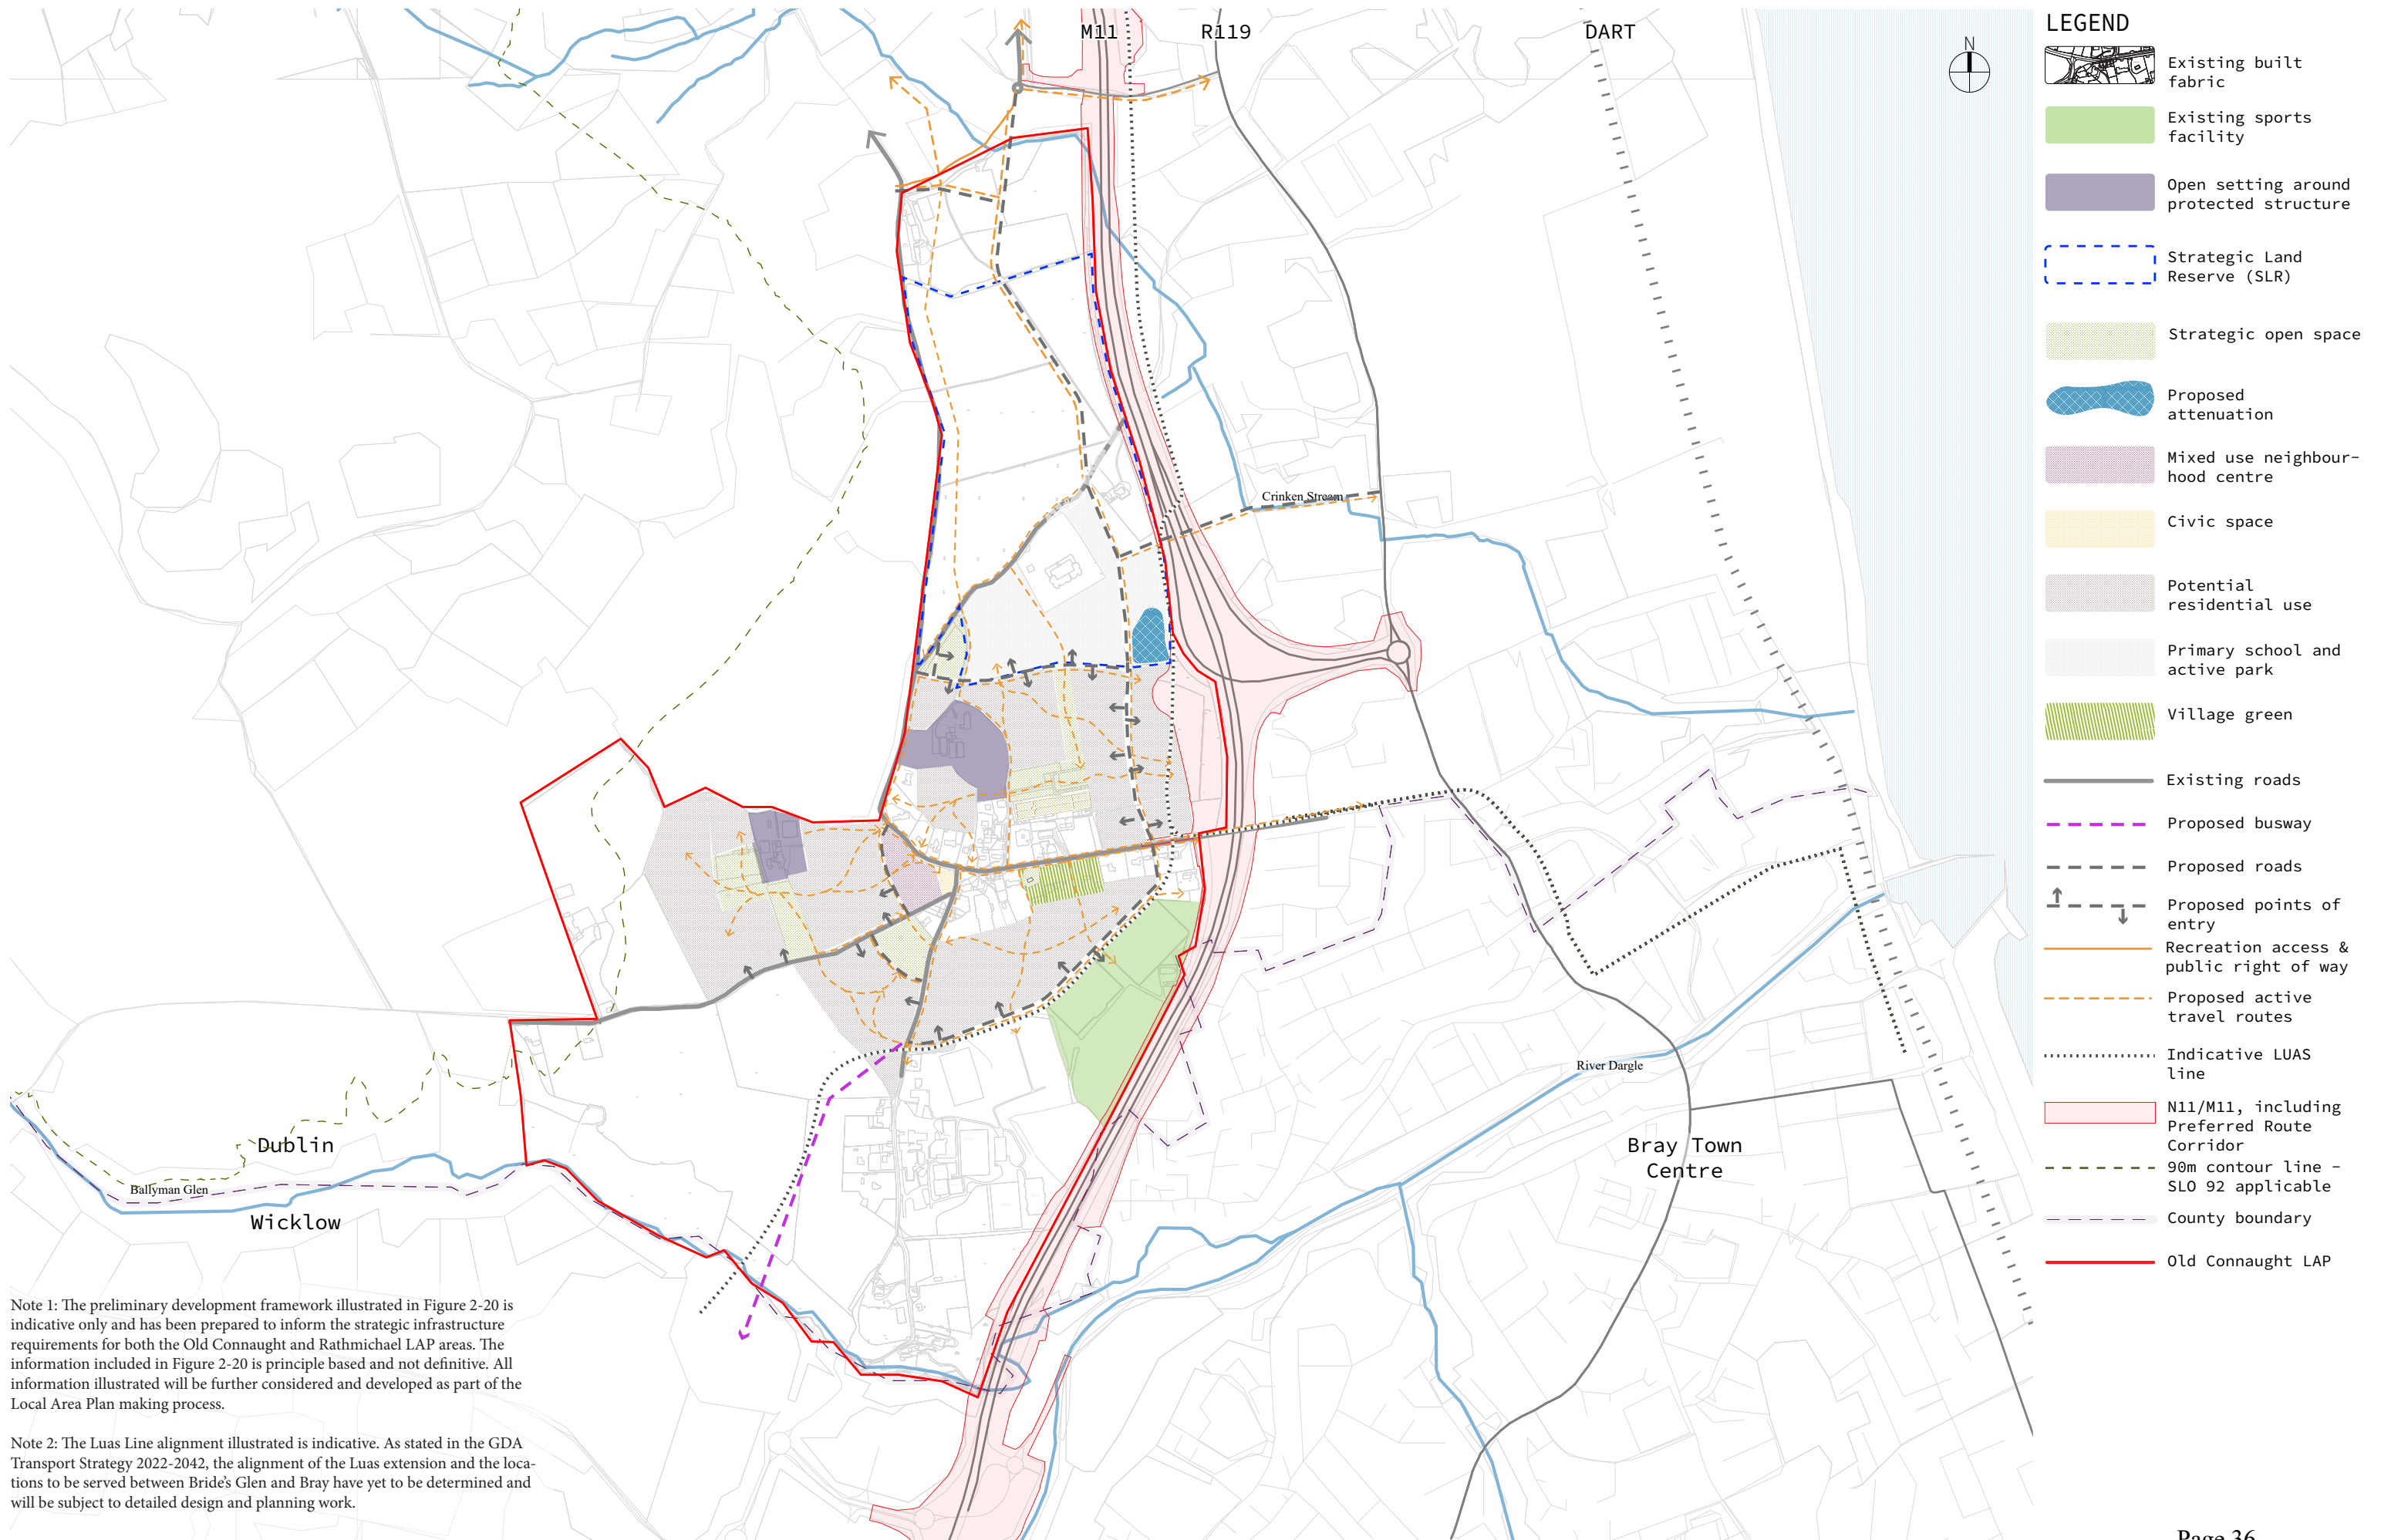 M11
R119
DART
N
Crinken Stream
River Dargle
Dublin
Ballyman Glen
Wicklow
Bray Town
Centre
Note 1: The preliminary development framework illustrated in Figure 2-20 is
indicative only and has been prepared to inform the strategic infrastructure
requirements for both the Old Connaught and Rathmichael LAP areas. The
information included in Figure 2-20 is principle based and not definitive. All
information illustrated will be further considered and developed as part of the
Local Area Plan making process.
Note 2: The Luas Line alignment illustrated is indicative. As stated in the GDA
Transport Strategy 2022-2042, the alignment of the Luas extension and the loca-
tions to be served between Bride's Glen and Bray have yet to be determined and
will be subject to detailed design and planning work.
LEGEND
Existing built
fabric
Existing sports
facility
Open setting around
protected structure
Strategic Land
Reserve (SLR)
Strategic open space
Proposed
attenuation
Mixed use neighbour-
hood centre
Civic space
Potential
residential use
Primary school and
active park
Village green
Existing roads
Proposed busway
Proposed roads
Proposed points of
entry
Recreation access &
public right of way
Proposed active
travel routes
Indicative LUAS
line
N11/M11, including
Preferred Route
Corridor
90m contour line –
SLO 92 applicable
County boundary
Old Connaught LAP
Page 36